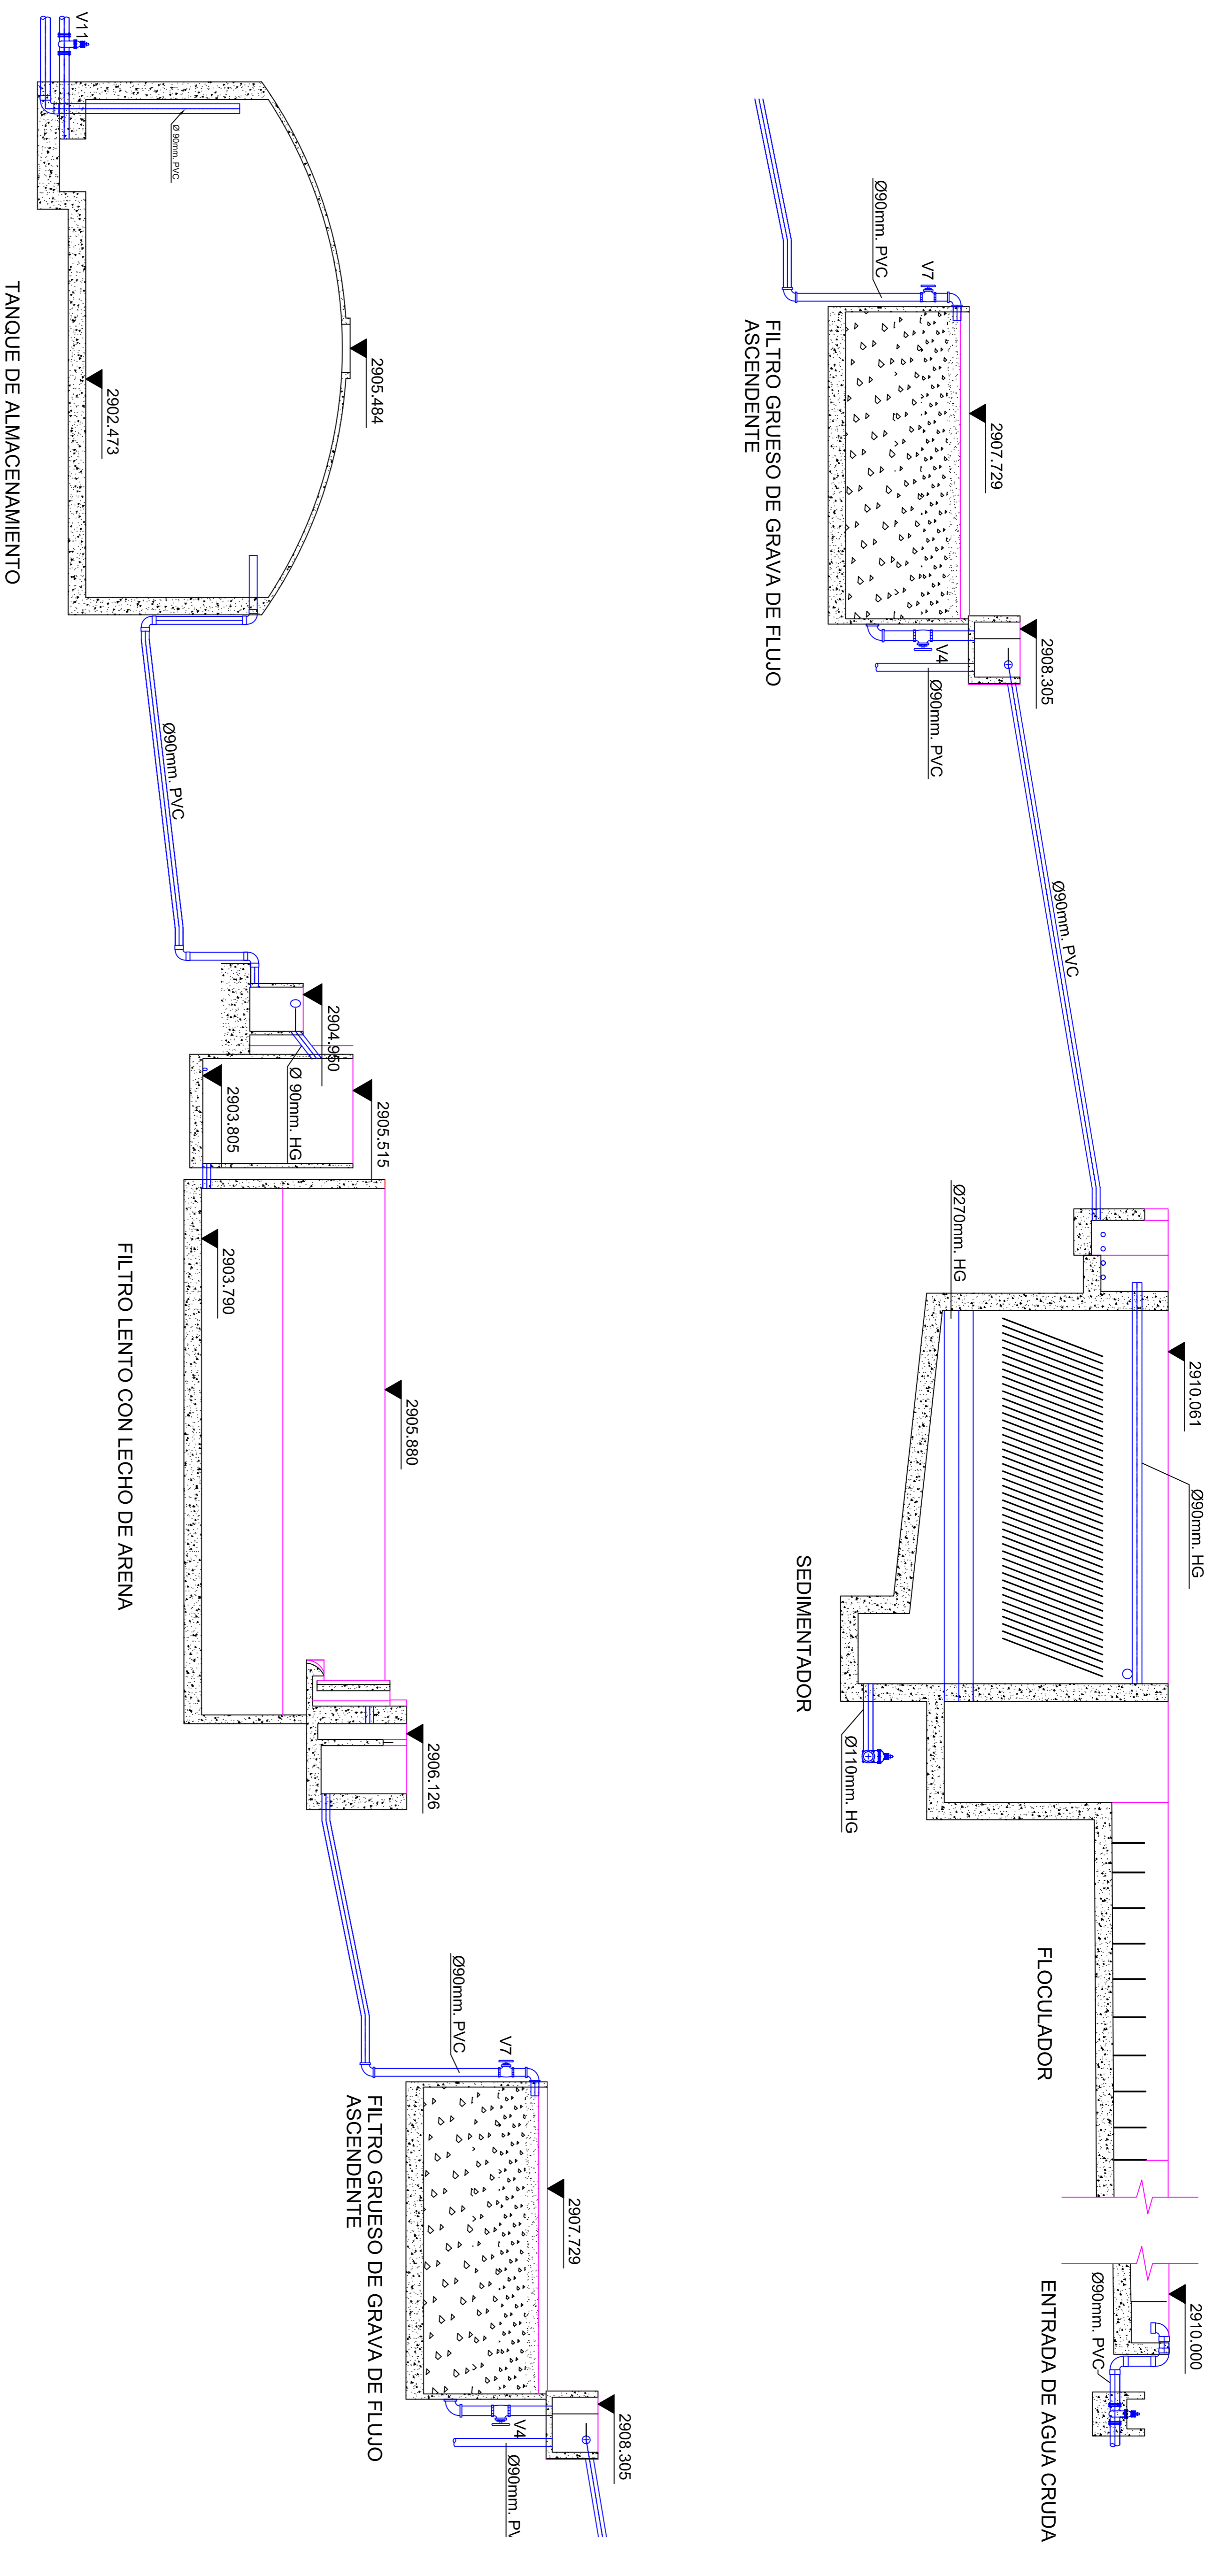 Ø90mm. PVC
V7
FILTRO GRUESO DE GRAVA DE FLUJO
ASCENDENTE
2907.729
2908.305
V4
Ø90mm. PVC
Ø90mm. PVC
Ø270mm. HG
2910.061
Ø90mm. HG
SEDIMENTADOR
Ø110mm. HG
FLOCULADOR
2910.000
Ø90mm. PVC
ENTRADA DE AGUA CRUDA
V11
Ø 90mm. PVC
2905.484
2902.473
TANQUE DE ALMACENAMIENTO
Ø90mm. PVC
2904.950
Ø 90mm. HG
2903.805
2905.515
2903.790
FILTRO LENTO CON LECHO DE ARENA
2905.880
2906.126
Ø90mm. PVC
V7
FILTRO GRUESO DE GRAVA DE FLUJO
ASCENDENTE
2907.729
2908.305
V4
Ø90mm.